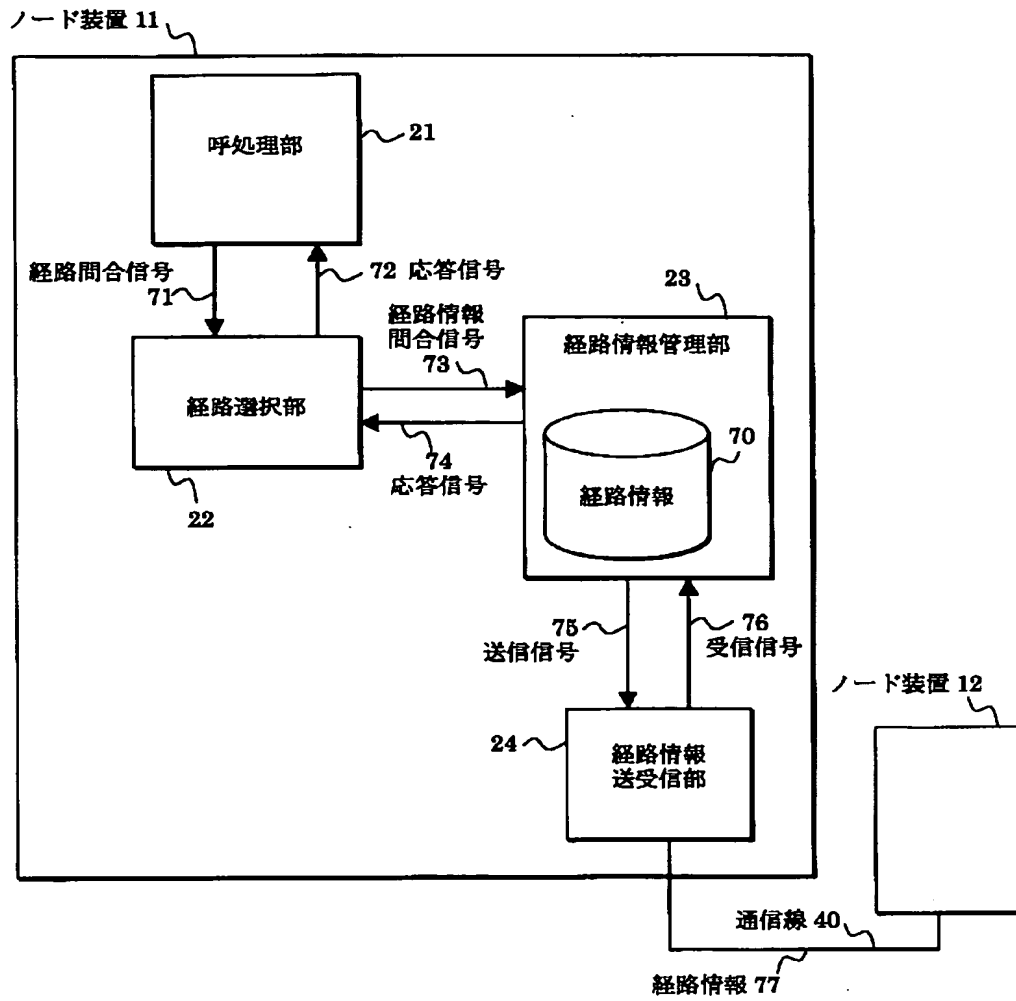 ノード装置 11
呼処理部
21
経路問合信号
71
72 応答信号
経路選択部
22
経路情報
問合信号
73
74
応答信号
23
経路情報管理部
70
経路情報
75
送信信号
76
受信信号
24
経路情報
送受信部
ノード装置 12
通信線 40
経路情報 77